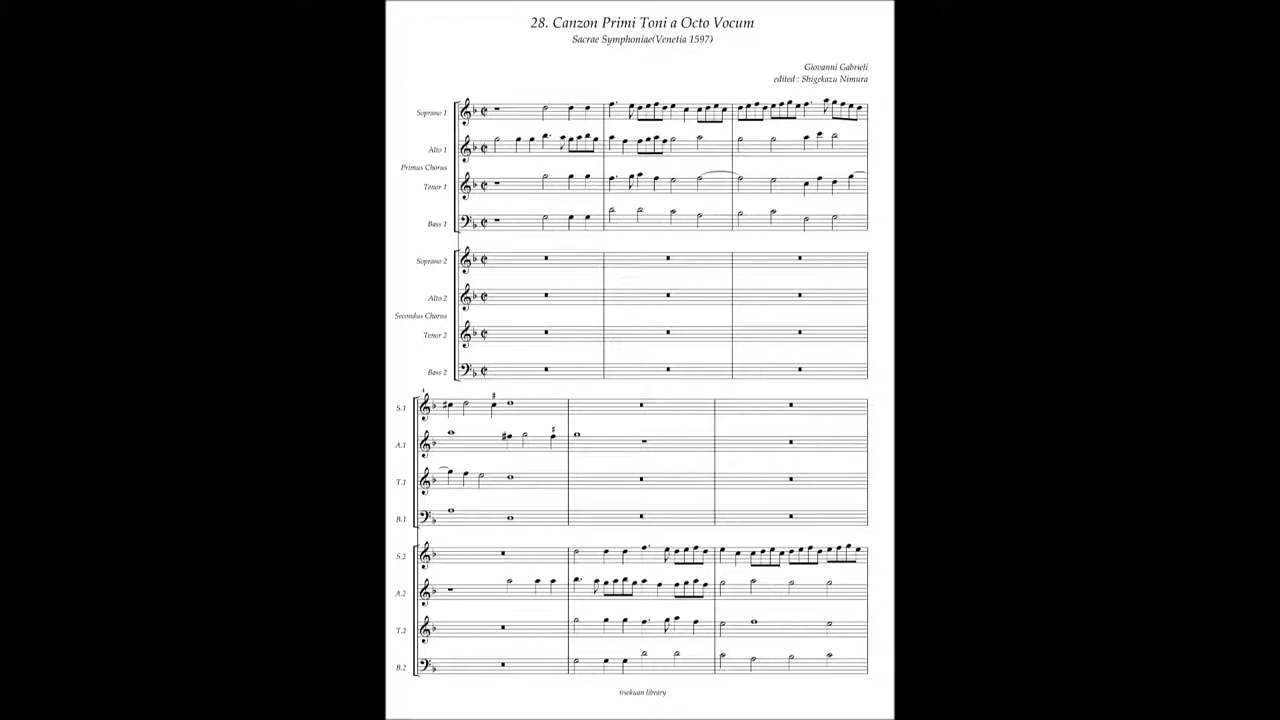 28. Canzon Primi Toni a Octo Vocum
Sacrae Symphoniae(Venetia 1597)
Giovanni Gabrieli
edited : Shigekazu Nimura
Soprano 1
Alto 1
Primus Chorus
Tenor 1
Bass 1
Soprano 2
Alto 2
Secondus Chorus
Tenor 2
Bass 2
4
S.1
A.1
T.1
B.1
S.2
A.2
T.2
B.2
library